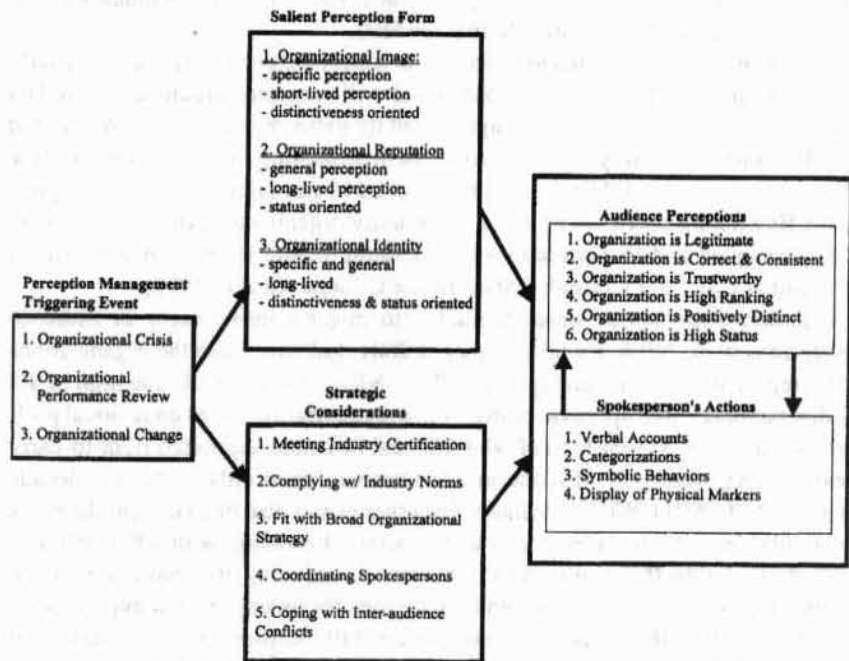 Salient Perception Form
1. Organizational Image:
- specific perception
- short-lived perception
- distinctiveness oriented
2. Organizational Reputation
- general perception
- long-lived perception
- status oriented
3. Organizational Identity
- specific and general
- long-lived
- distinctiveness & status oriented
Perception Management
Triggering Event
1. Organizational Crisis
2. Organizational
Performance Review
3. Organizational Change
Strategic
Considerations
1. Meeting Industry Certification
2.Complying w/ Industry Norms
3. Fit with Broad Organizational
Strategy
4. Coordinating Spokespersons
5. Coping with Inter-audience
Conflicts
Audience Perceptions
1. Organization is Legitimate
2. Organization is Correct & Consistent
3. Organization is Trustworthy
4. Organization is High Ranking
5. Organization is Positively Distinct
6. Organization is High Status
Spokesperson's Actions
1. Verbal Accounts
2. Categorizations
3. Symbolic Behaviors
4. Display of Physical Markers